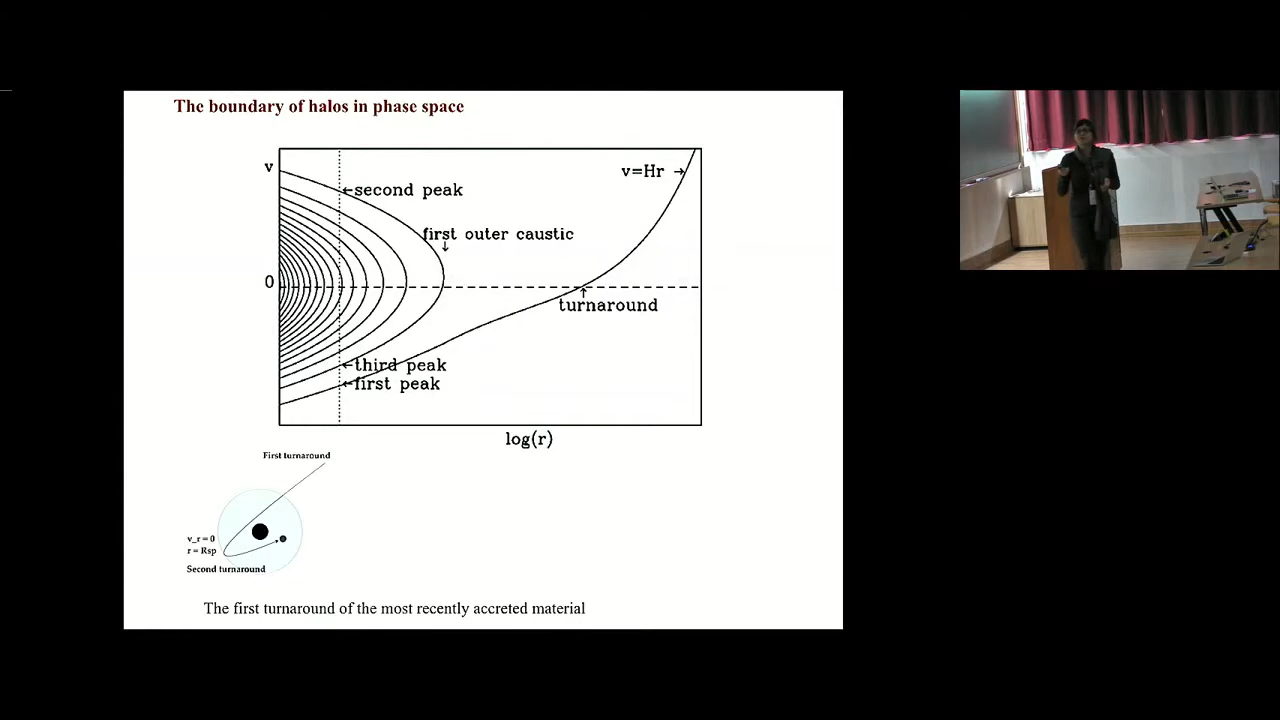 The boundary of halos in phase space
v
v=Hr →
←second peak
first outer caustic
↓
0
↑
turnaround
←third peak
←first peak
log(r)
First turnaround
v_r = 0
r = Rsp
Second turnaround
The first turnaround of the most recently accreted material